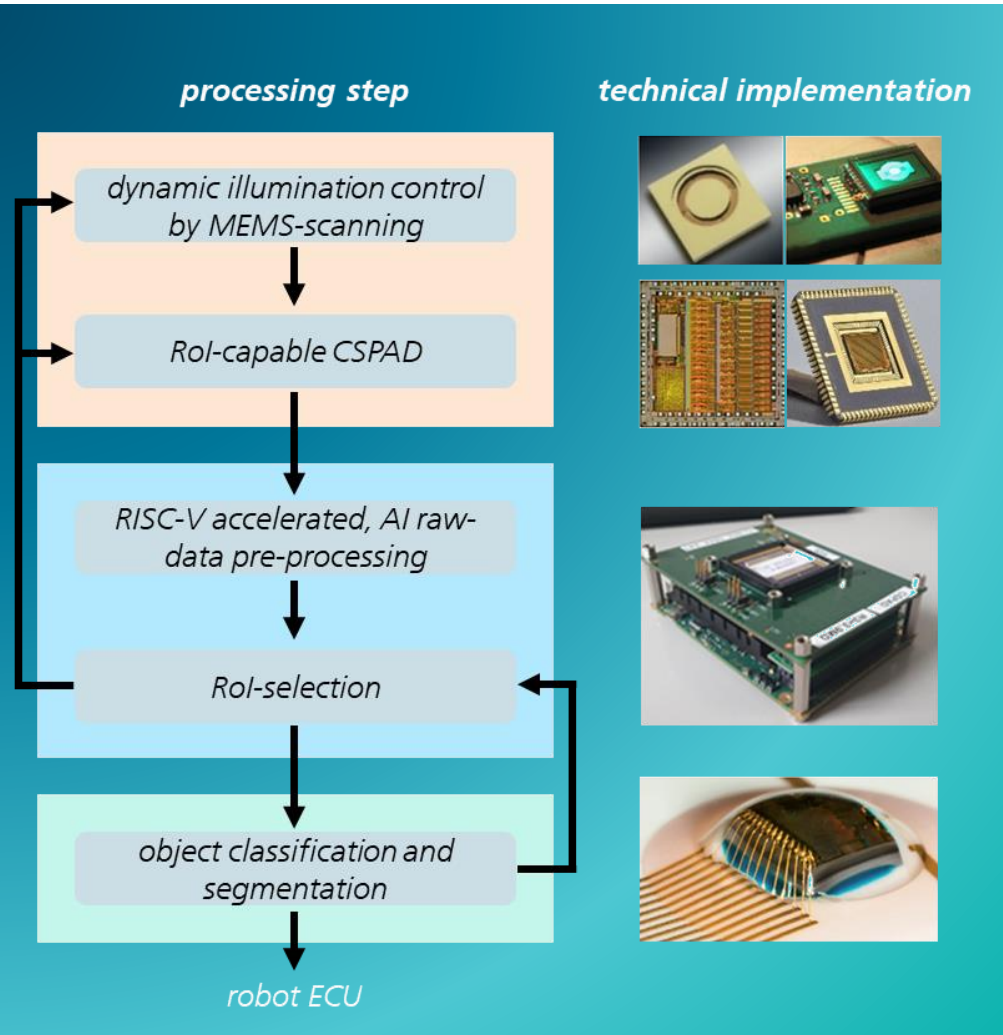 processing step
technical implementation
dynamic illumination control
by MEMS-scanning
RoI-capable CSPAD
RISC-V accelerated, AI raw-
data pre-processing
RoI-selection
object classification and
segmentation
robot ECU